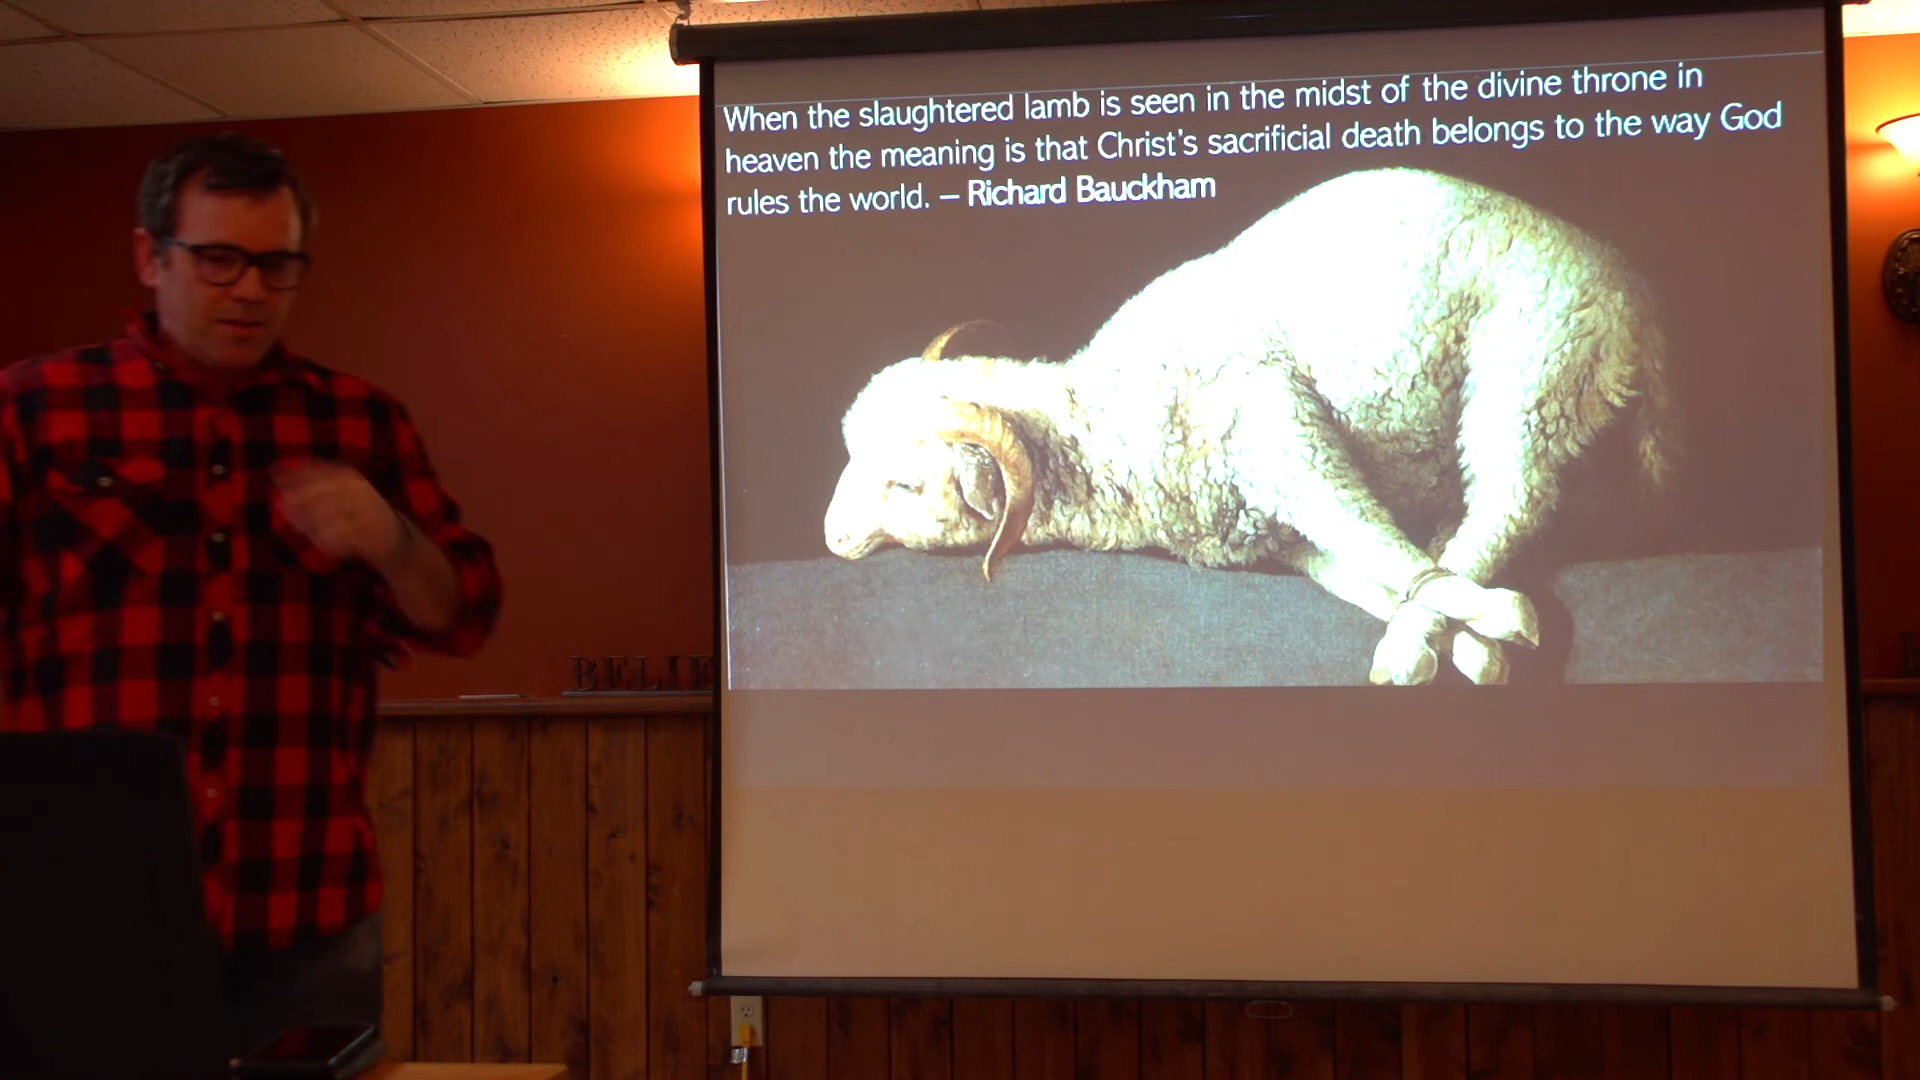 When the slaughtered lamb is seen in the midst of the divine throne in
heaven the meaning is that Christ's sacrificial death belongs to the way God
rules the world. – Richard Bauckham
BELIE